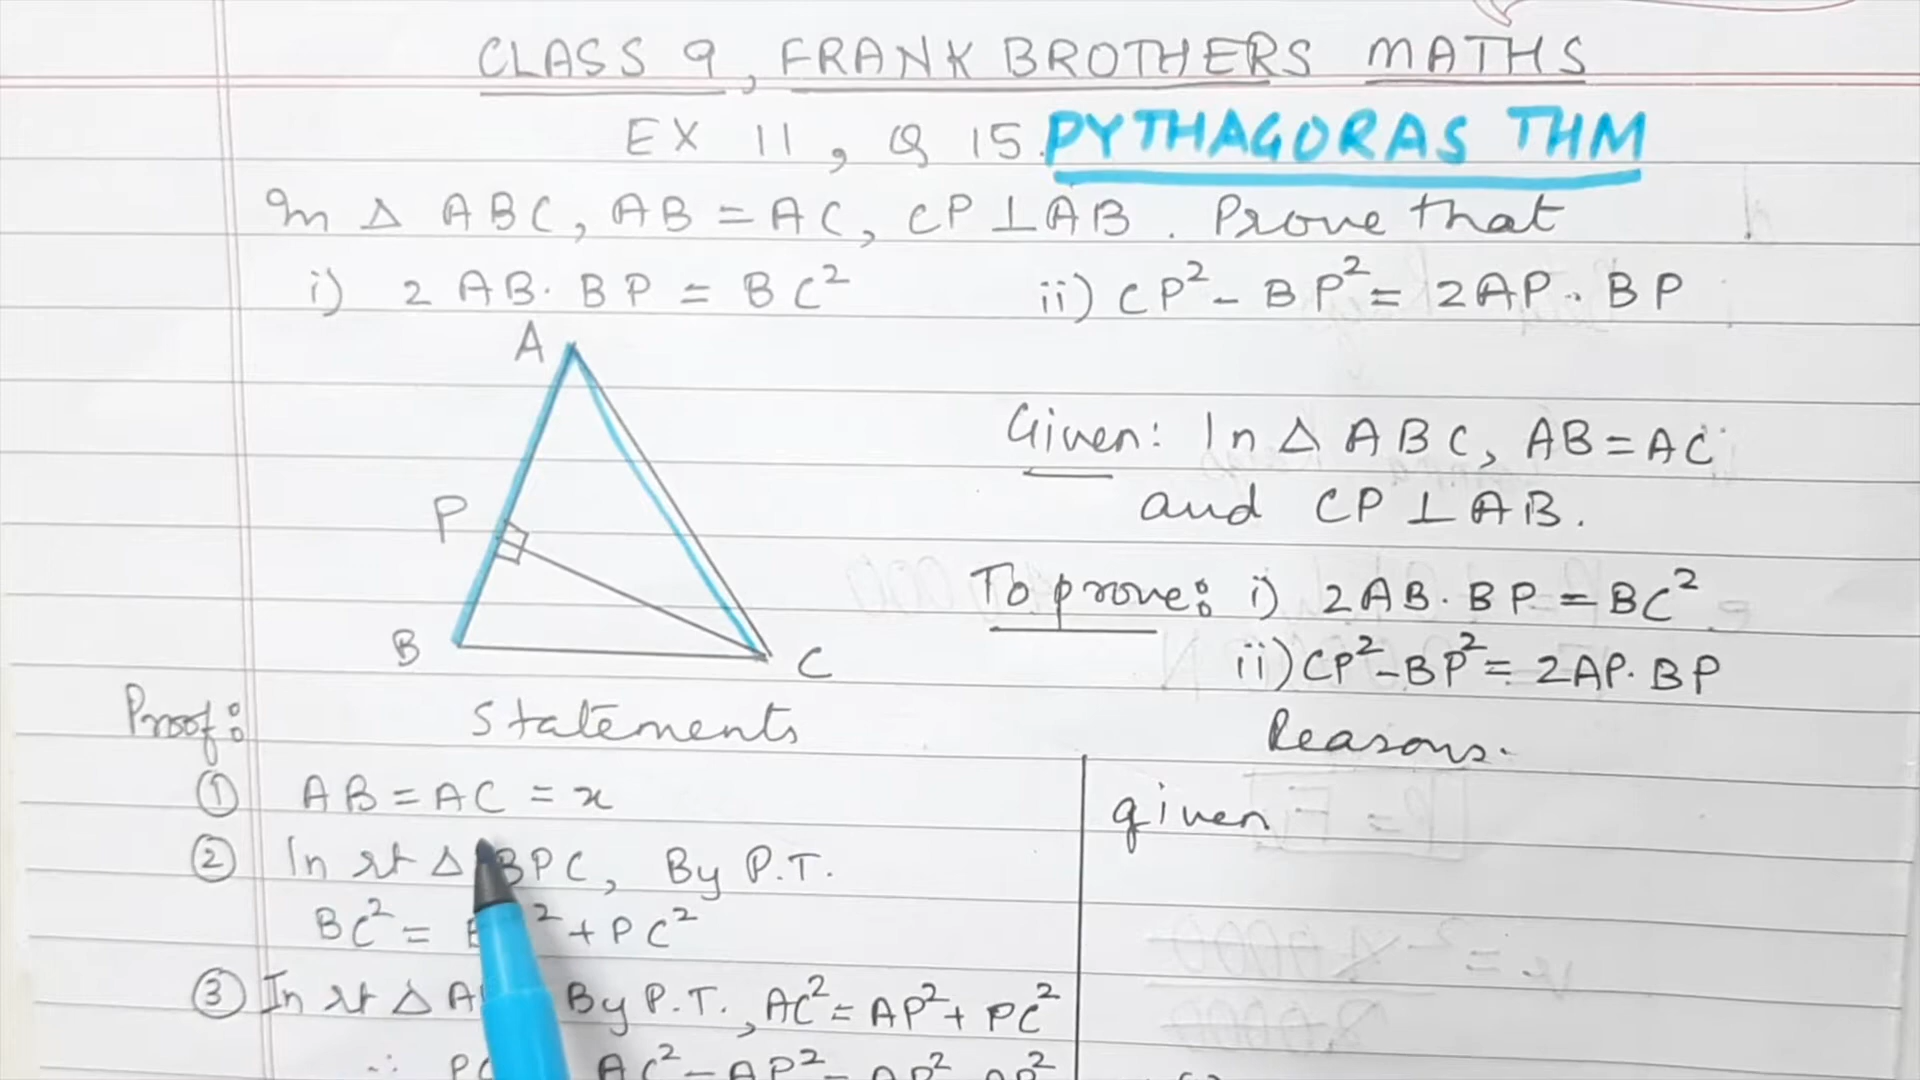 CLASS 9, FRANK BROTHERS MATHS
EX 11, Q 15. PYTHAGORAS THM
In △ ABC, AB = AC, CP ⊥ AB. Prove that
i) 2 AB. BP = BC² ii) CP² - BP² = 2AP. BP
A
P
B
C
Given: In △ ABC, AB = AC
and CP ⊥ AB.
To prove: i) 2AB. BP = BC²
ii) CP² - BP² = 2AP. BP
Proof: Statements Reasons.
① AB = AC = x given
② In rt △ BPC, By P.T.
BC² = ² + PC²
③ In rt △ By P.T., AC² = AP² + PC²
∴ AC² - AP²